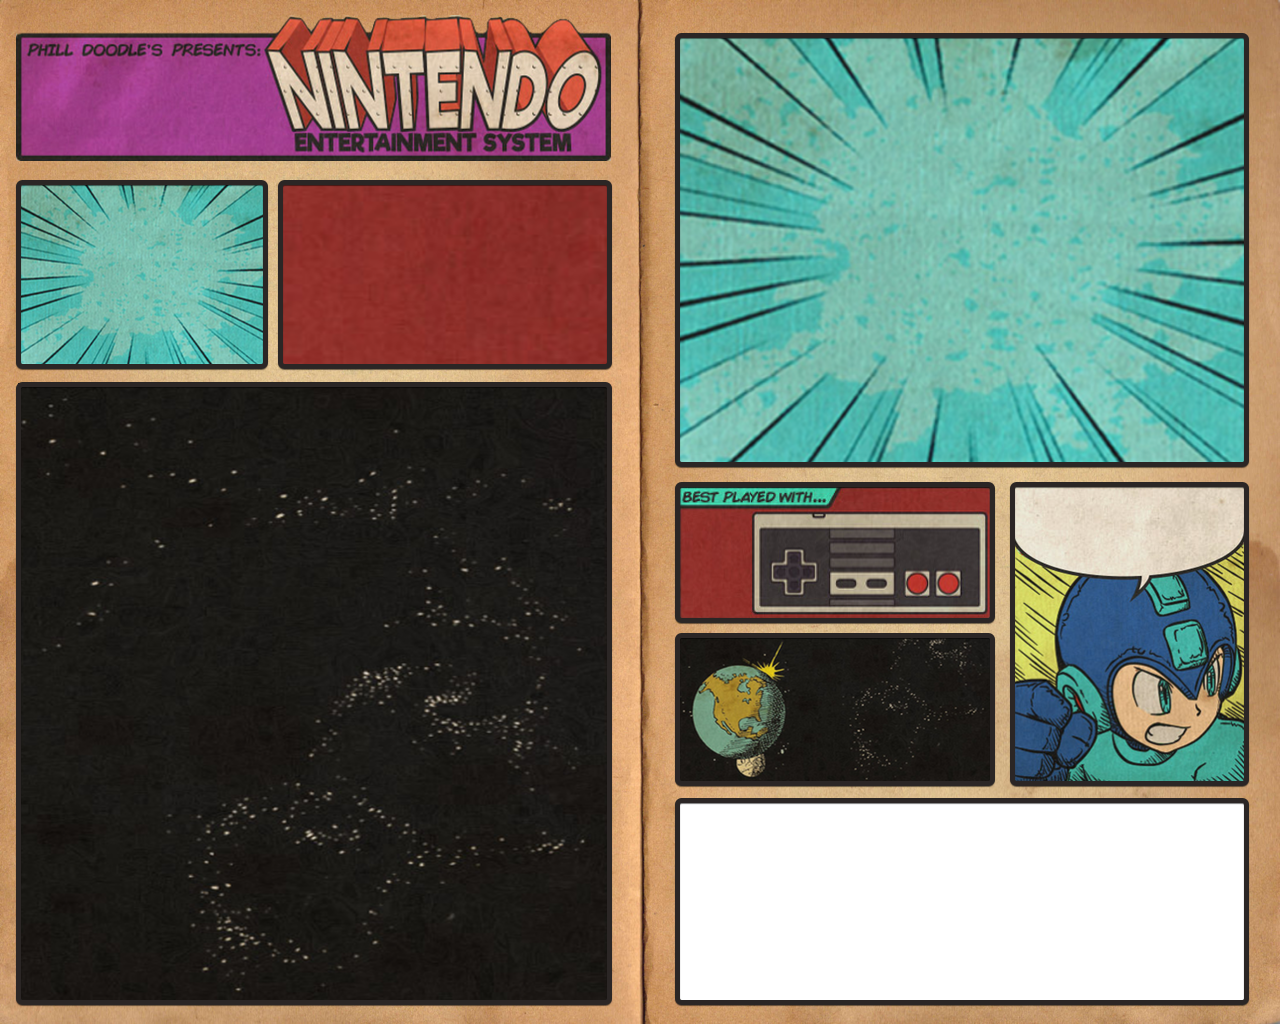 PHILL DOODLE'S PRESENTS:
NINTENDO
ENTERTAINMENT SYSTEM
BEST PLAYED WITH...